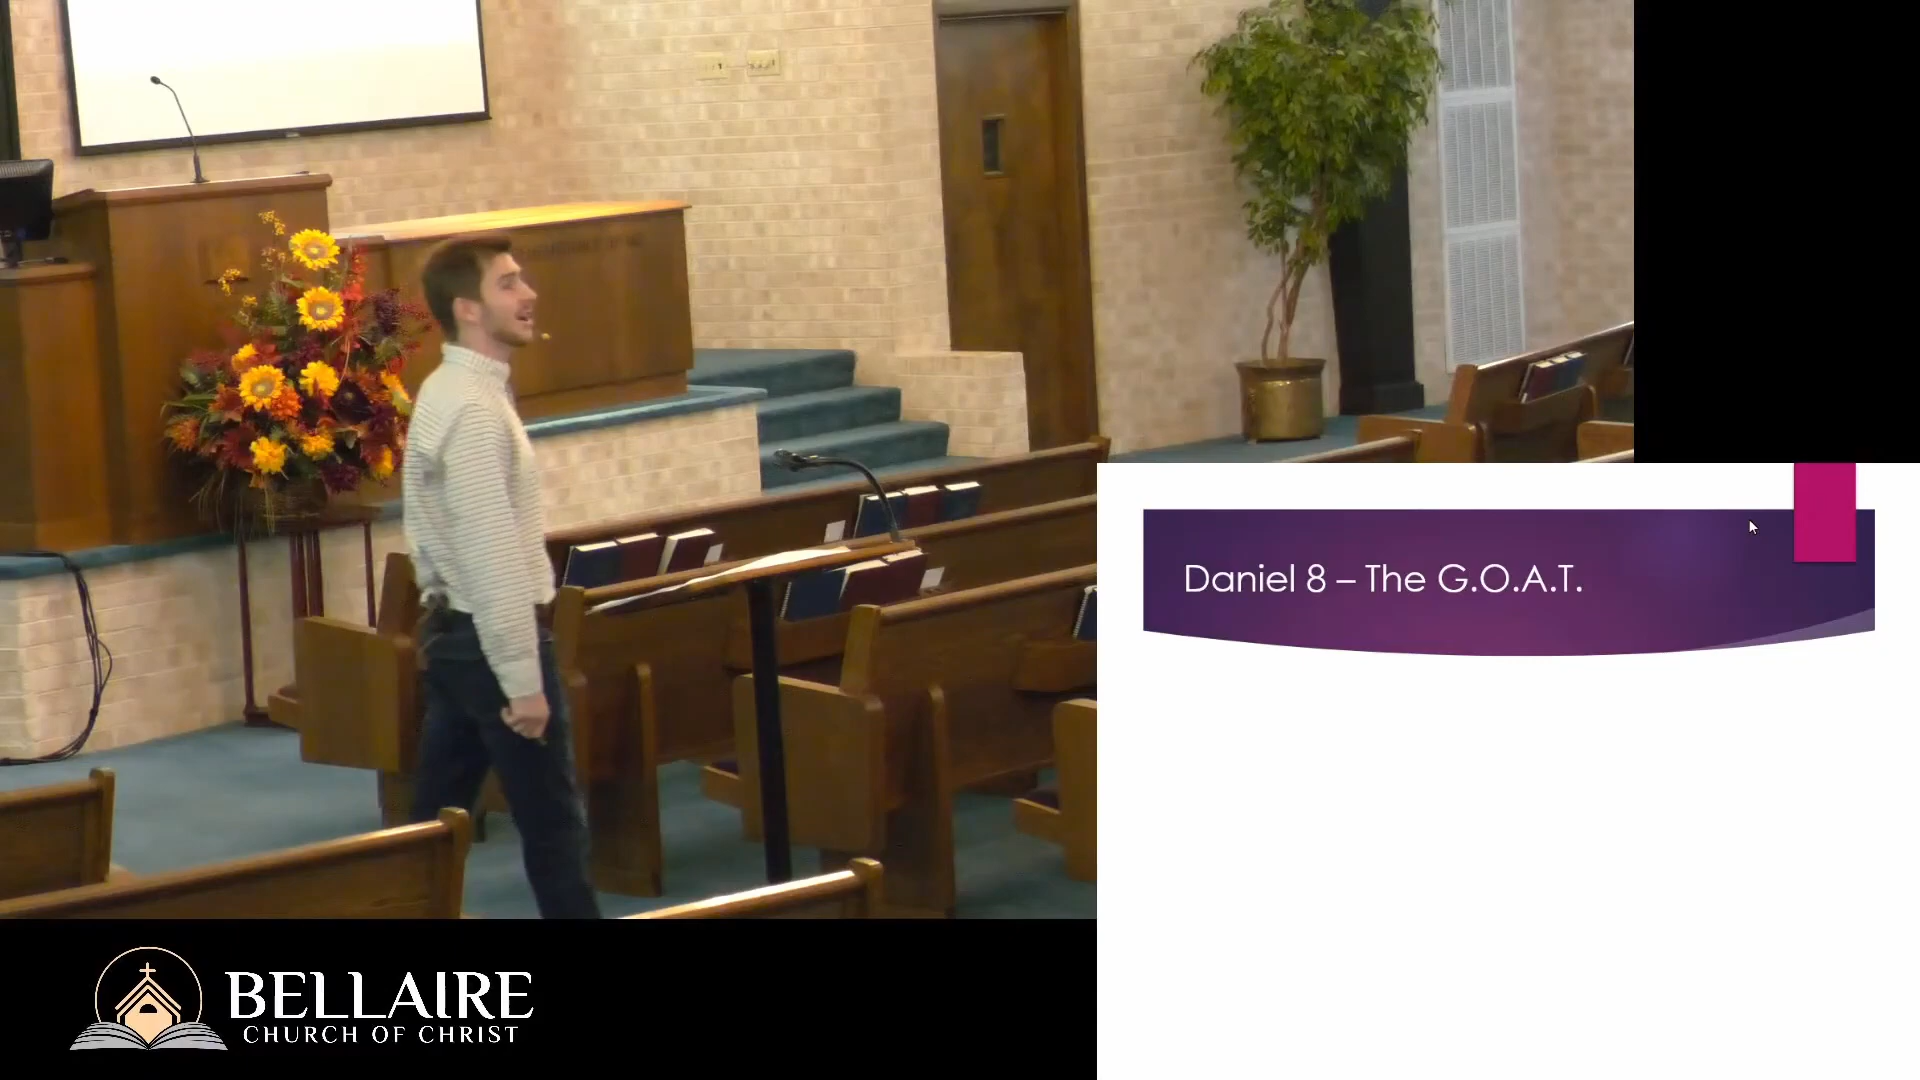 Daniel 8 – The G.O.A.T.
BELLAIRE
CHURCH OF CHRIST